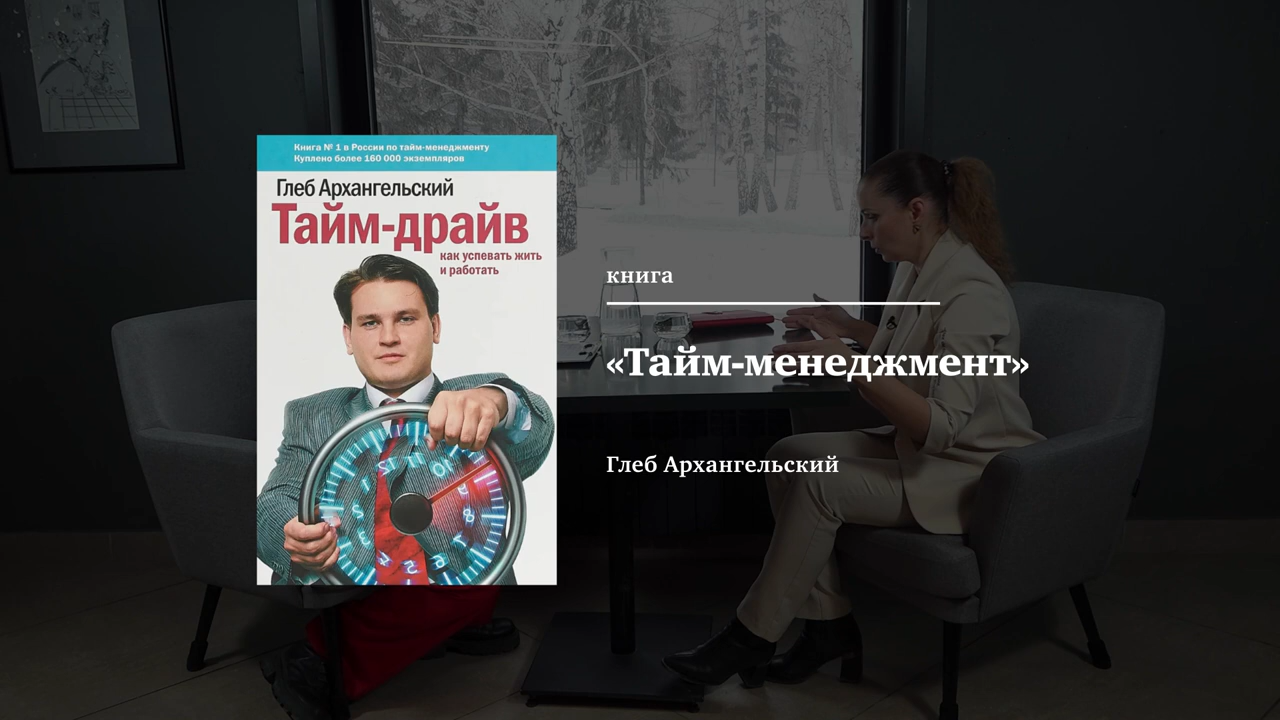 Книга № 1 в России по тайм-менеджменту
Куплено более 160 000 экземпляров
Глеб Архангельский
Тайм-драйв
как успевать жить
и работать
книга
«Тайм-менеджмент»
Глеб Архангельский